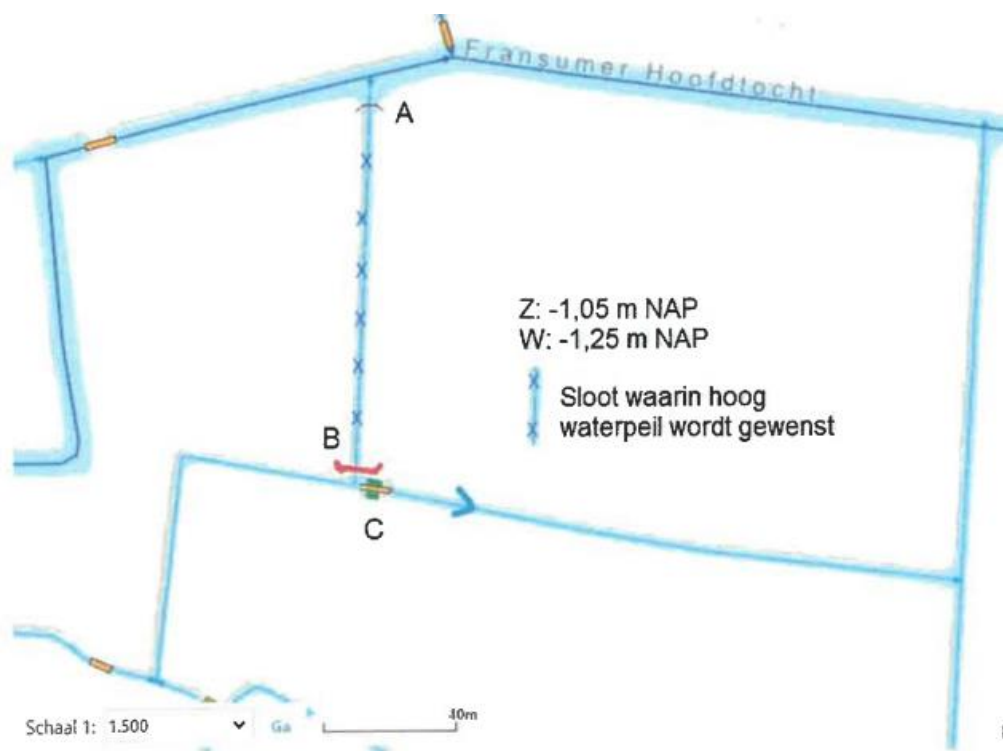 Fransumer Hoofdtocht
A
Z: -1,05 m NAP
W: -1,25 m NAP
Sloot waarin hoog
waterpeil wordt gewenst
B
C
Schaal 1: 1.500 Ga 40m